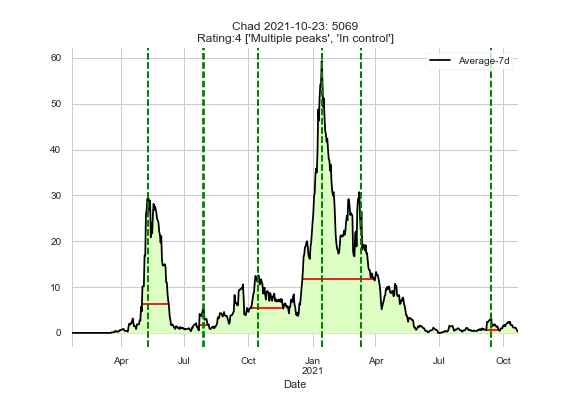 Chad 2021-10-23: 5069
Rating:4 ['Multiple peaks', 'In control']
Average-7d
60
50
40
30
20
10
0
Apr
Jul
Oct
Jan
2021
Apr
Jul
Oct
Date